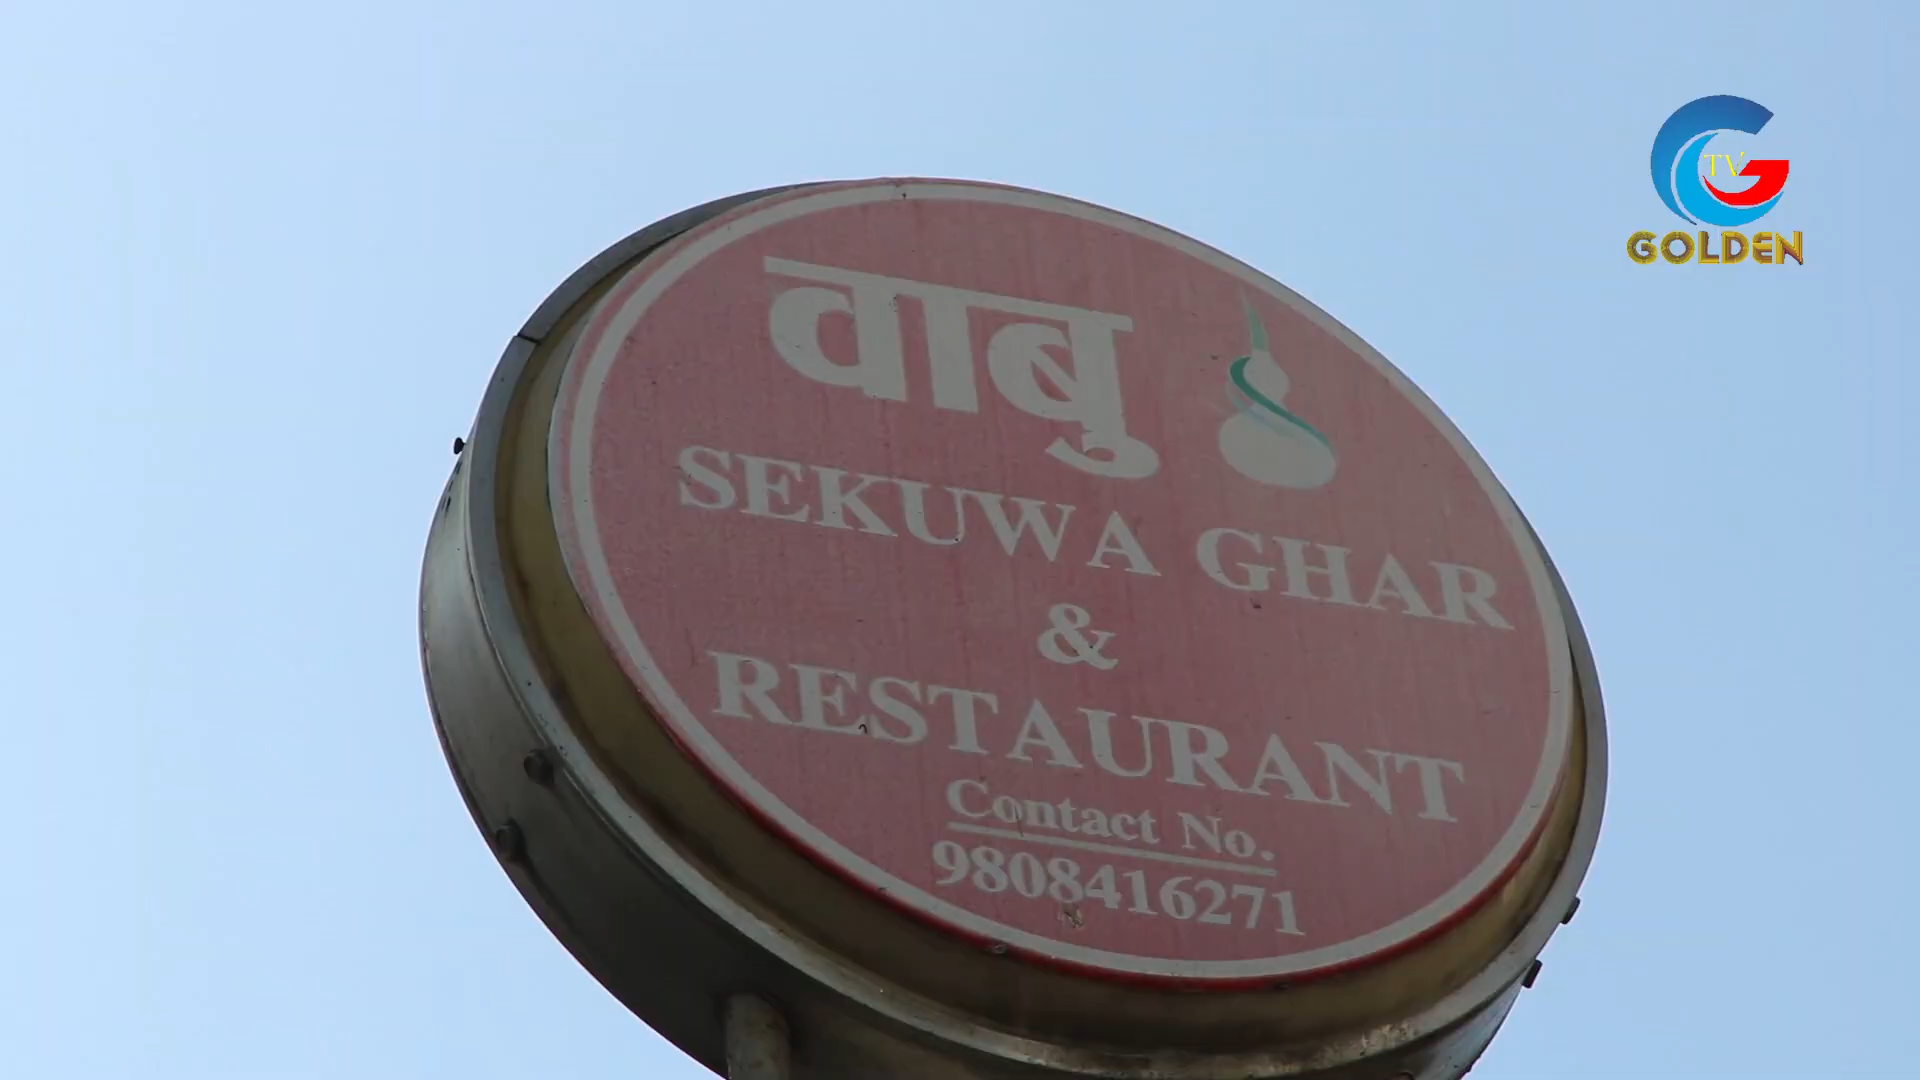 वाबु
SEKUWA GHAR
&
RESTAURANT
Contact No.
9808416271
TV
GOLDEN